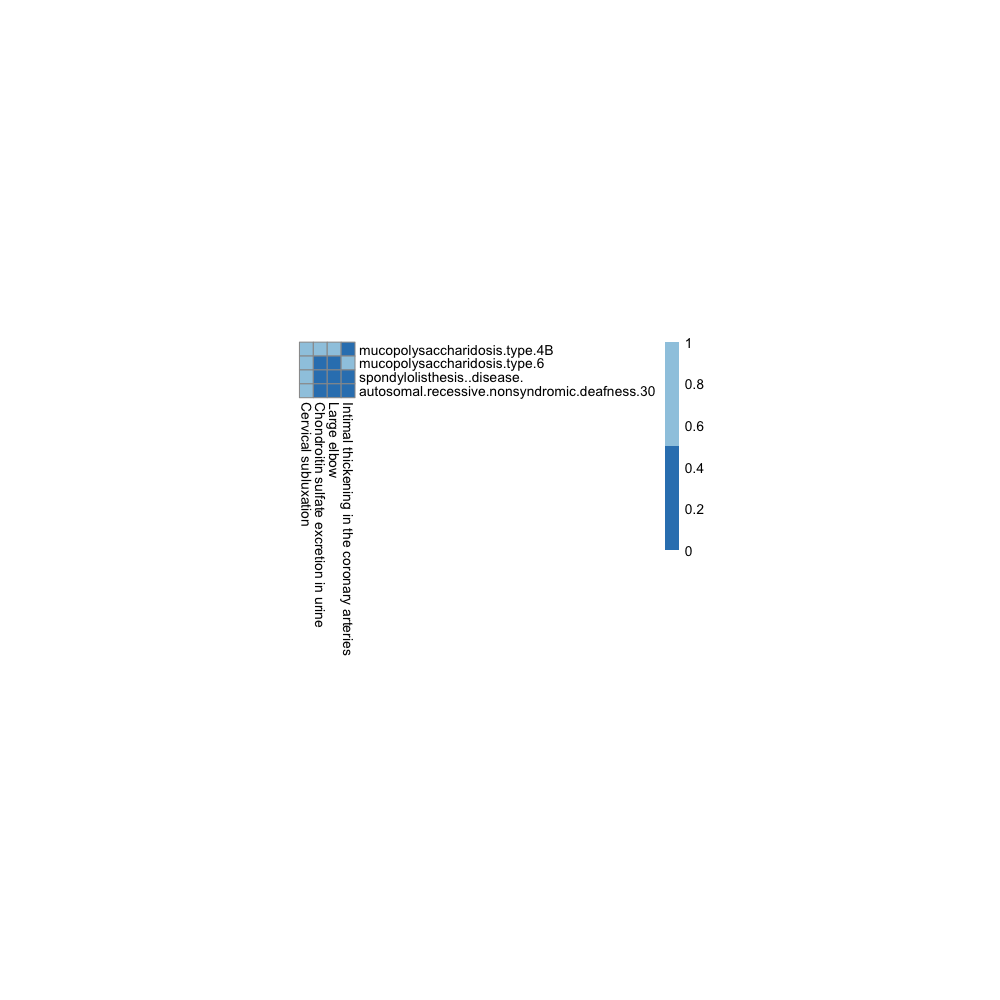 mucopolysaccharidosis.type.4B
mucopolysaccharidosis.type.6
spondylolisthesis..disease.
autosomal.recessive.nonsyndromic.deafness.30
Cervical subluxation
Chondroitin sulfate excretion in urine
Large elbow
Intimal thickening in the coronary arteries
1
0.8
0.6
0.4
0.2
0